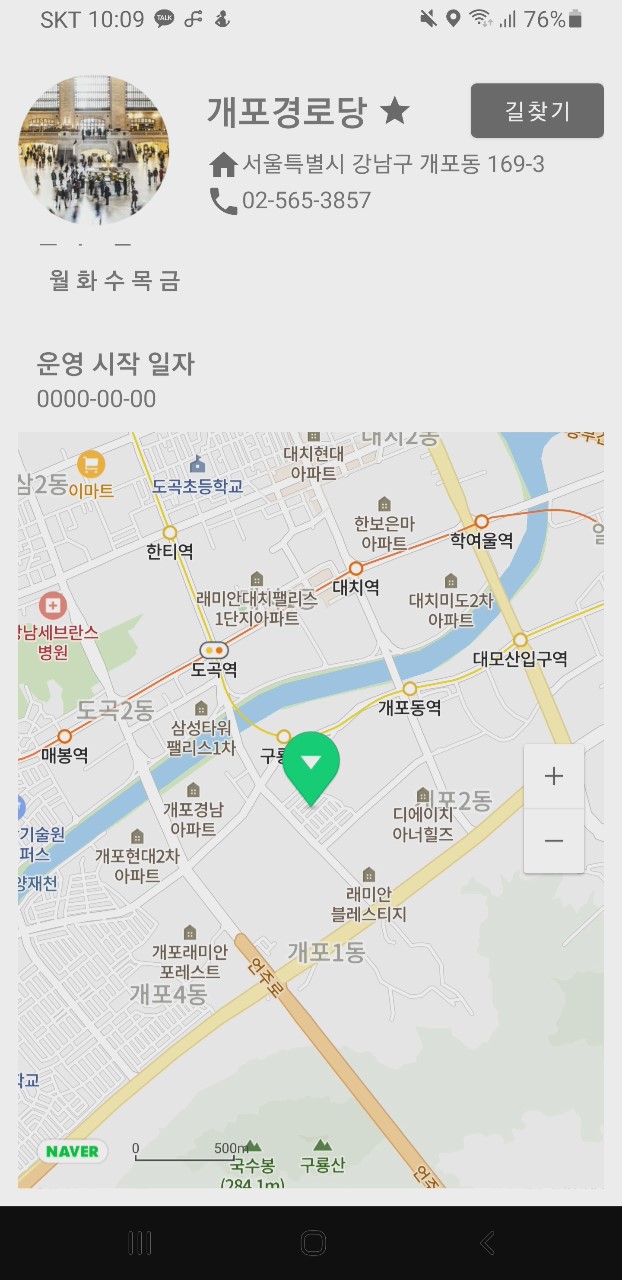 SKT 10:09 TALK 76%
개포경로당 ★ 길찾기
서울특별시 강남구 개포동 169-3
02-565-3857
월 화 수 목 금
운영 시작 일자
0000-00-00
대치2동
대치현대
아파트
삼2동
이마트
도곡초등학교
한보은마
아파트
한티역
학여울역
대치역
래미안대치팰리스
1단지아파트
대치미도2차
아파트
강남세브란스
병원
도곡역
대모산입구역
도곡2동
개포동역
삼성타워
팰리스1차
매봉역
구룡
개포경남
아파트
포2동
디에이치
아너힐즈
기술원
퍼스
개포현대2차
아파트
양재천
래미안
블레스티지
개포래미안
포레스트
개포1동
개포4동
언주로
학교
NAVER
0 500m
국수봉
(284.1m)
구룡산
언주